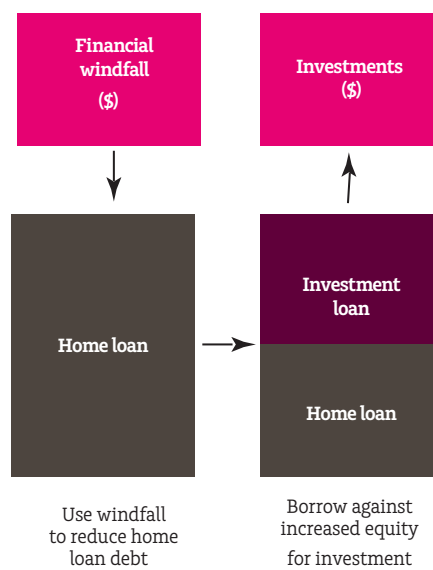 Financial
windfall
($)
Investments
($)
Home loan
Investment
loan
Home loan
Use windfall
to reduce home
loan debt
Borrow against
increased equity
for investment